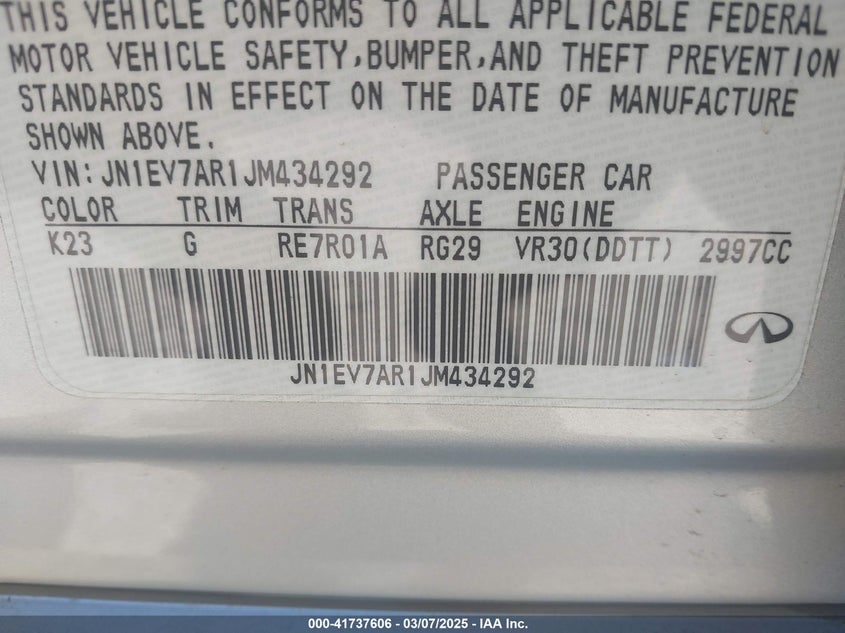 THIS VEHICLE CONFORMS TO ALL APPLICABLE FEDERAL
MOTOR VEHICLE SAFETY, BUMPER, AND THEFT PREVENTION
STANDARDS IN EFFECT ON THE DATE OF MANUFACTURE
SHOWN ABOVE.
VIN: JN1EV7AR1JM434292 PASSENGER CAR
COLOR TRIM TRANS AXLE ENGINE
K23 G RE7R01A RG29 VR30(DDTT) 2997CC
JN1EV7AR1JM434292
000-41737606 - 03/07/2025 - IAA Inc.